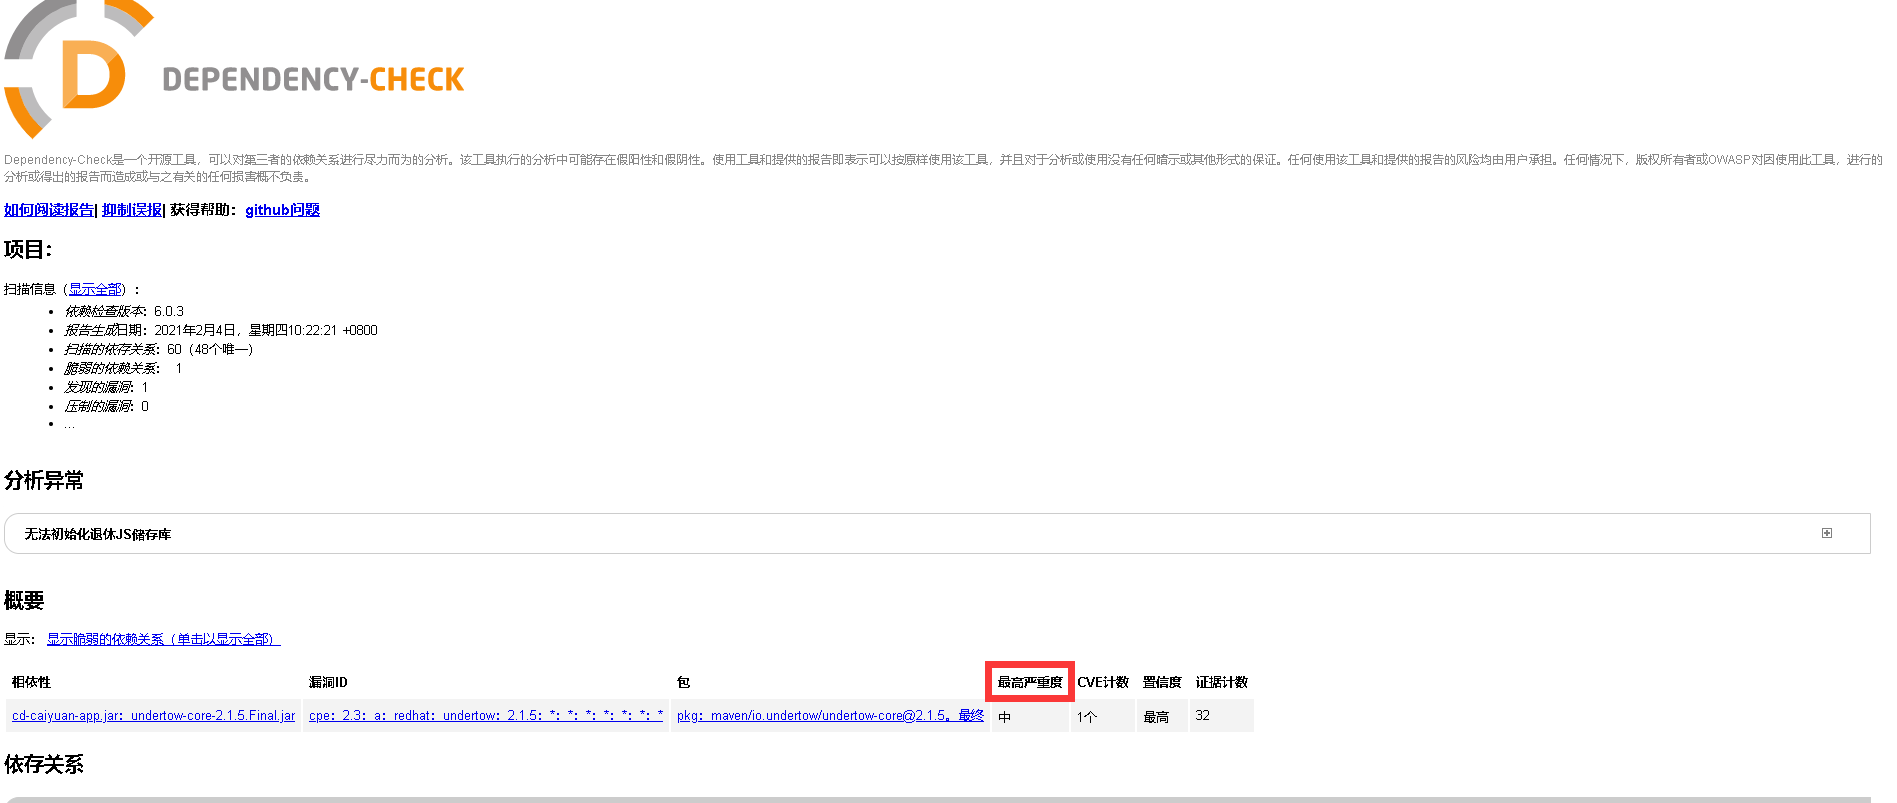 D
DEPENDENCY-CHECK
Dependency-Check是一个开源工具，可以对第三者的依赖关系进行尽力而为的分析。该工具执行的分析中可能存在假阳性和假阴性。使用工具和提供的报告即表示可以按原样使用该工具，并且对于分析或使用没有任何暗示或其他形式的保证。任何使用该工具和提供的报告的风险均由用户承担。任何情况下，版权所有者或OWASP对因使用此工具，进行的
分析或得出的报告而造成或与之有关的任何损害概不负责。
如何阅读报告| 抑制误报| 获得帮助：github问题
项目：
扫描信息（显示全部）：
• 依赖检查版本：6.0.3
• 报告生成日期：2021年2月4日，星期四10:22:21 +0800
• 扫描的依存关系：60（48个唯一）
• 脆弱的依赖关系： 1
• 发现的漏洞：1
• 压制的漏洞：0
• ...
分析异常
无法初始化退休JS储存库
概要
显示： 显示脆弱的依赖关系（单击以显示全部）
相依性 漏洞ID 包 最高严重度 CVE计数 置信度 证据计数
cd-caiyuan-app.jar：undertow-core-2.1.5.Final.jar cpe：2.3：a：redhat：undertow：2.1.5：*：*：*：*：*：*：* pkg：maven/io.undertow/undertow-core@2.1.5。最终 中 1个 最高 32
依存关系